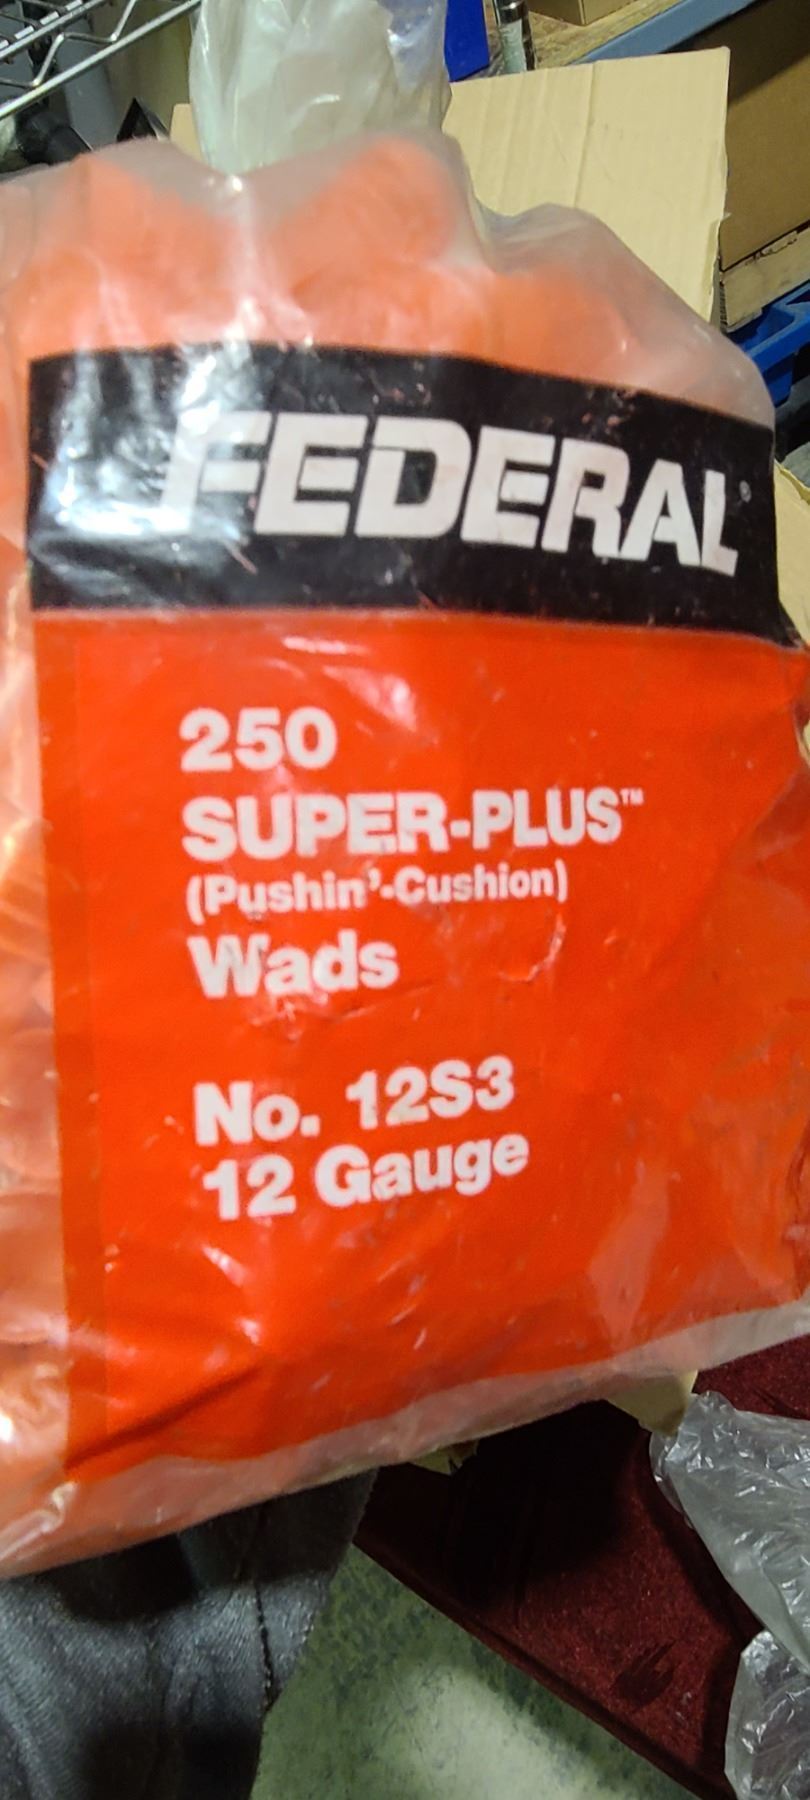 FEDERAL®
250
SUPER-PLUS™
(Pushin'-Cushion)
Wads
No. 12S3
12 Gauge